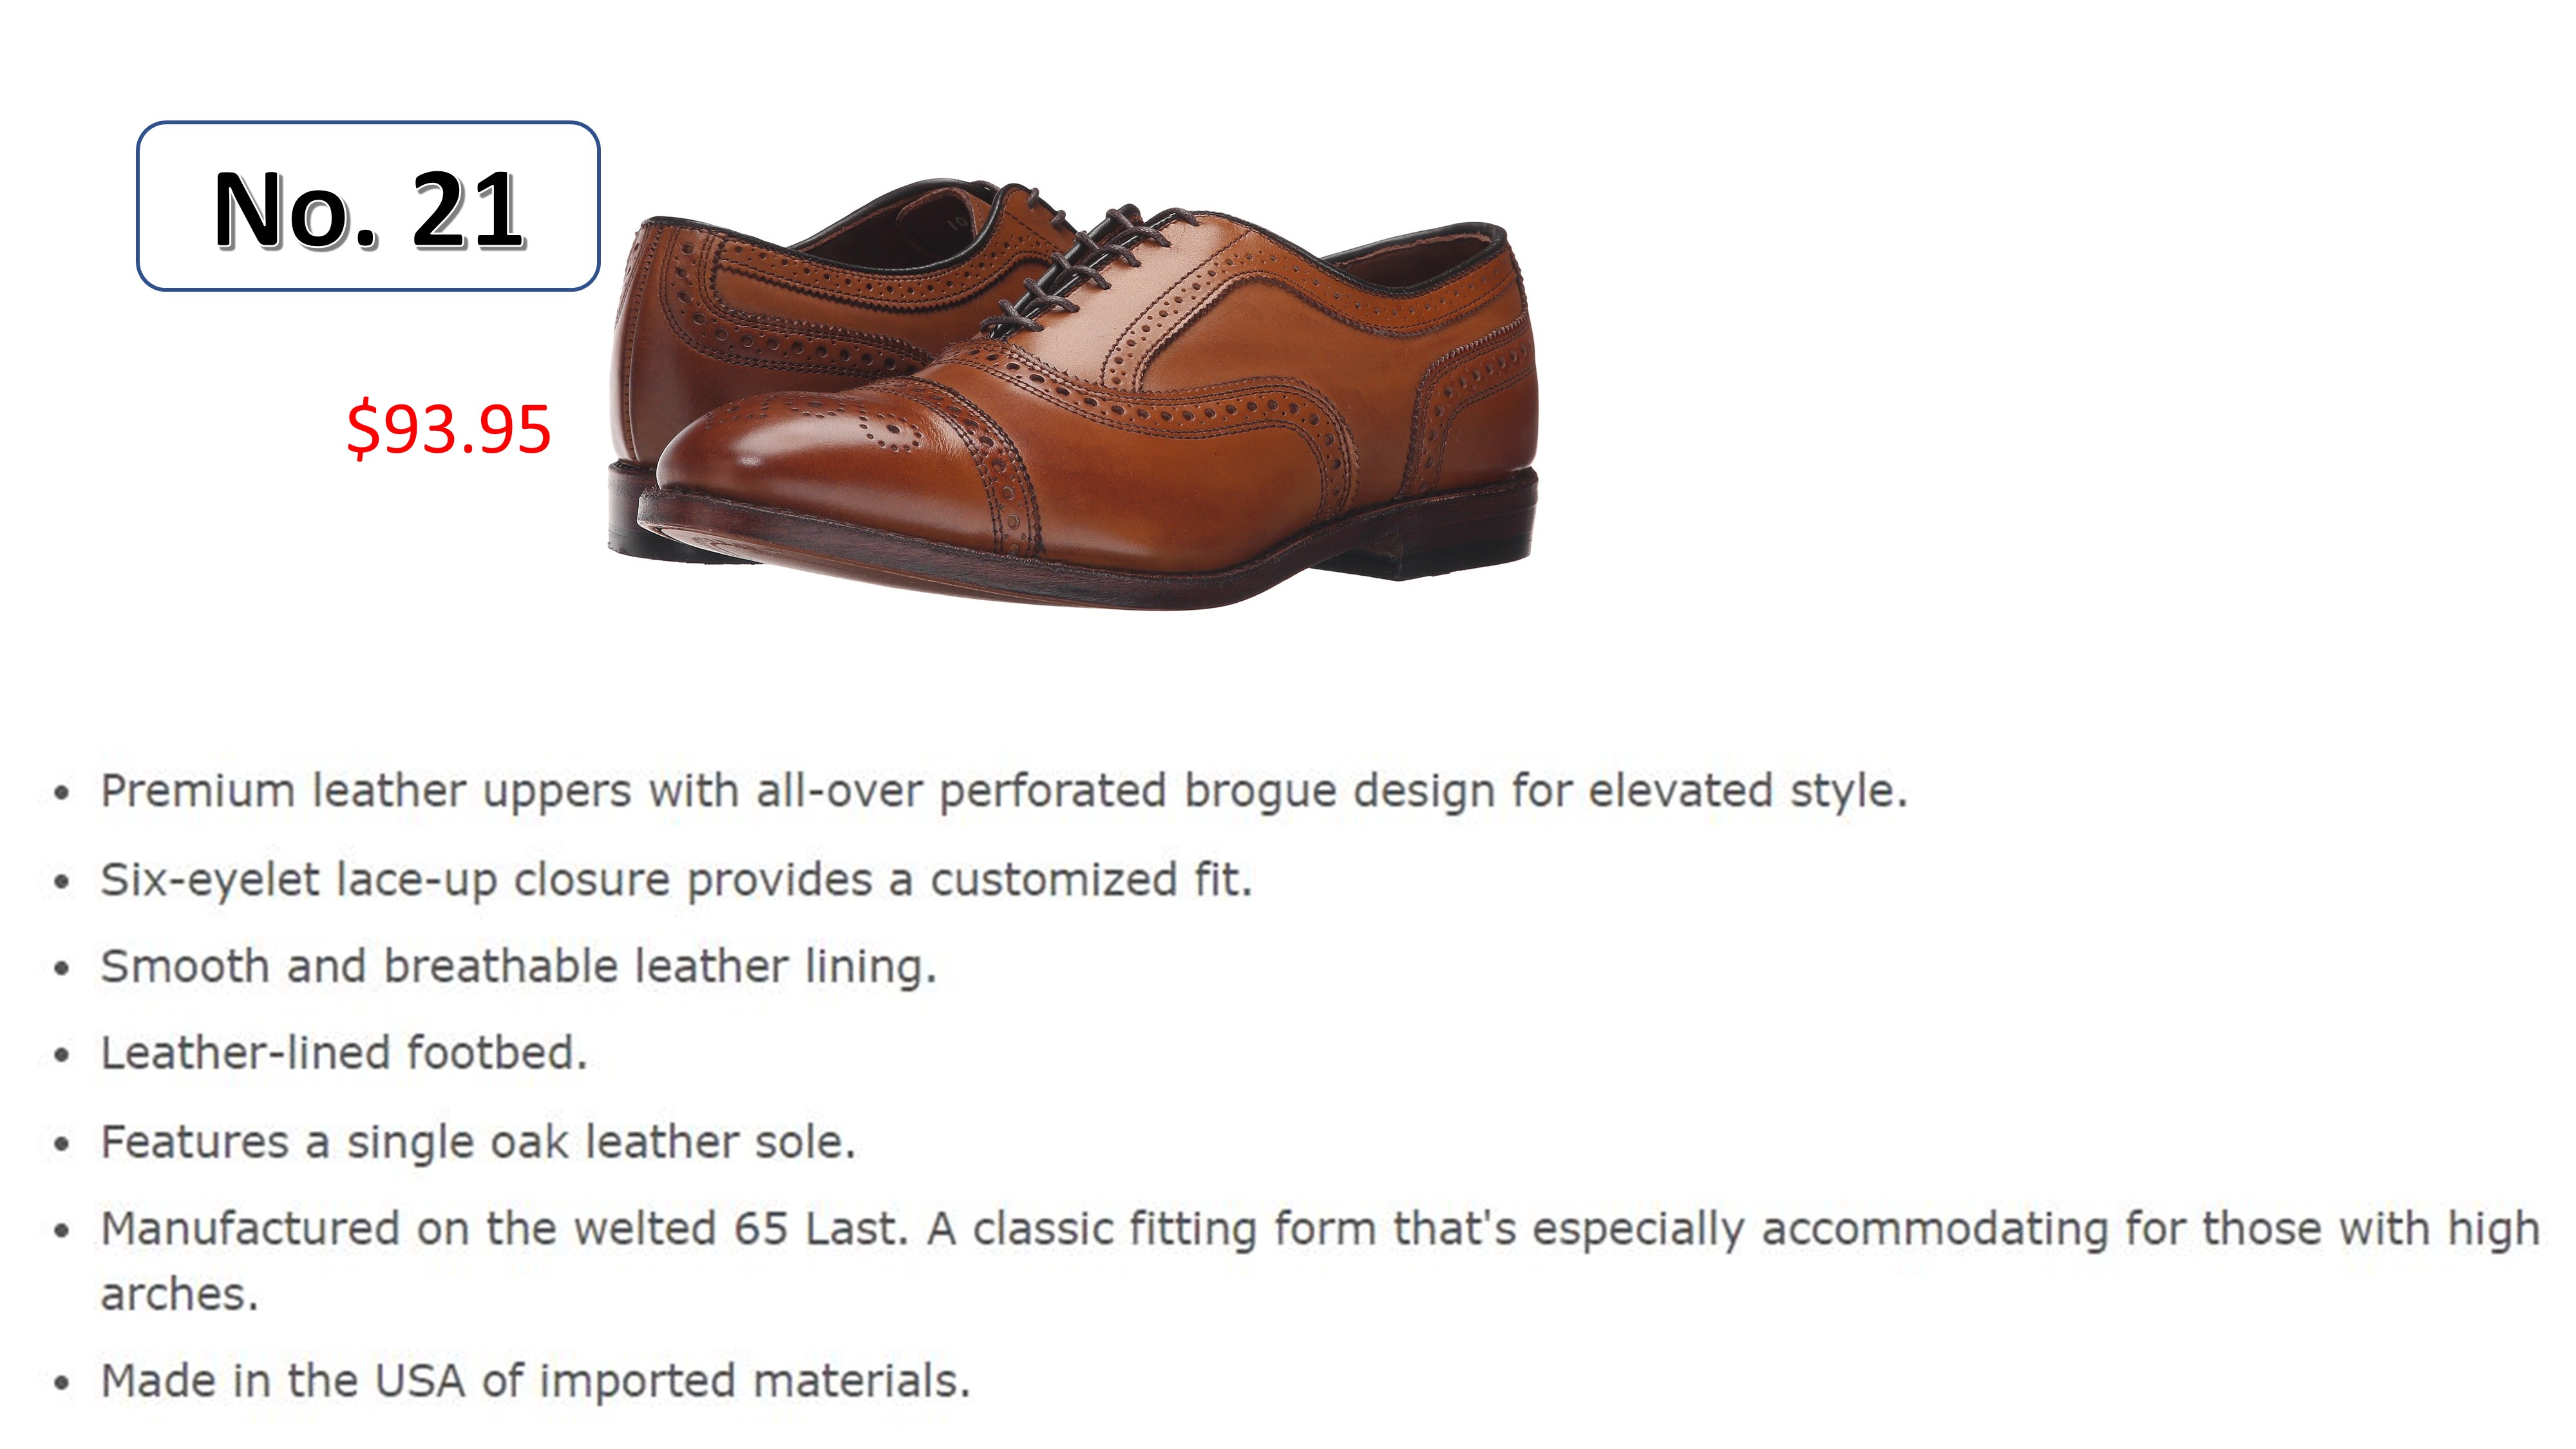 No. 21
10
$93.95
• Premium leather uppers with all-over perforated brogue design for elevated style.
• Six-eyelet lace-up closure provides a customized fit.
• Smooth and breathable leather lining.
• Leather-lined footbed.
• Features a single oak leather sole.
• Manufactured on the welted 65 Last. A classic fitting form that's especially accommodating for those with high
arches.
• Made in the USA of imported materials.